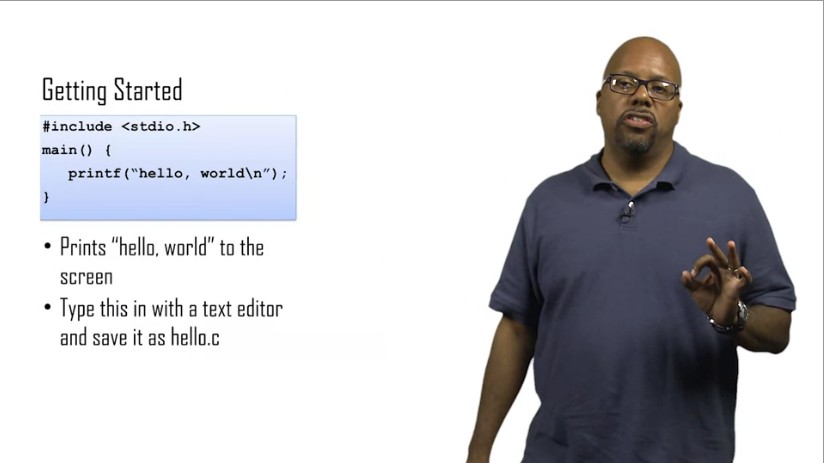 Getting Started
#include <stdio.h>
main() {
printf(“hello, world\n”);
}
• Prints “hello, world” to the
screen
• Type this in with a text editor
and save it as hello.c